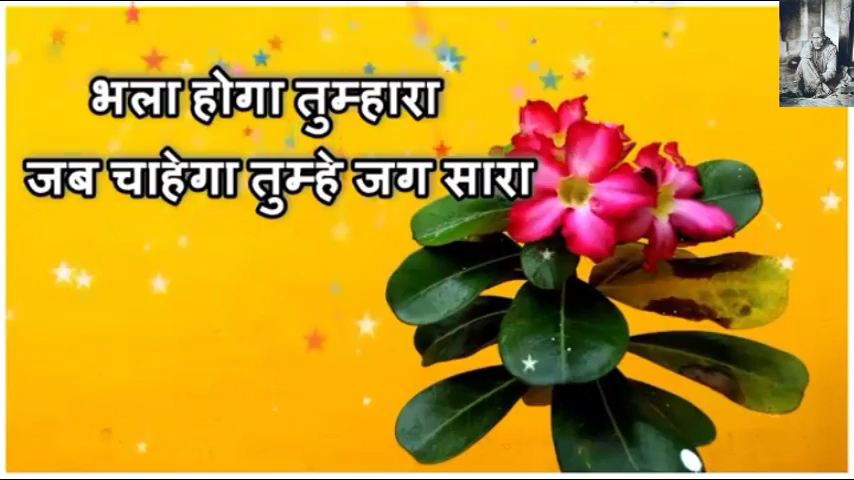 भला होगा तुम्हारा
जब चाहेगा तुम्हे जग सारा